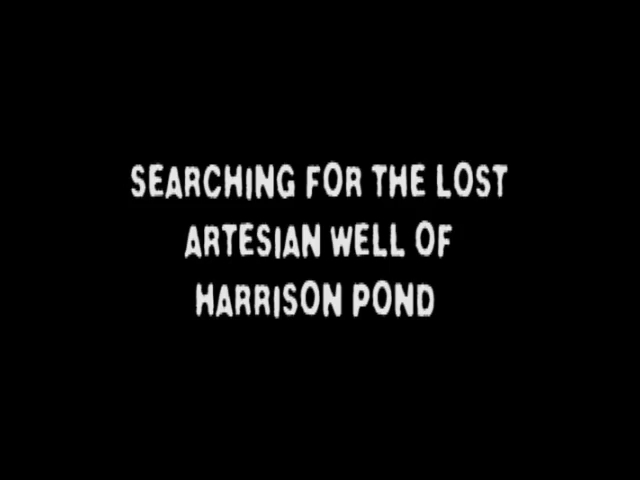 SEARCHING FOR THE LOST
ARTESIAN WELL OF
HARRISON POND